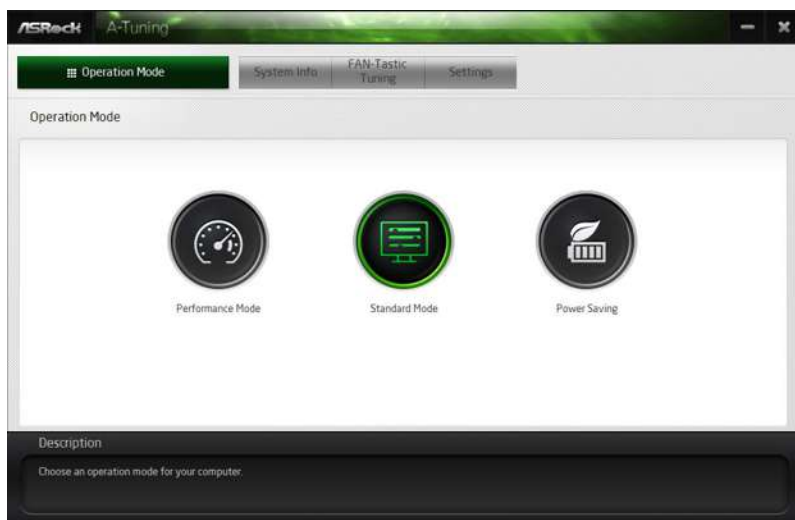 ASRock A-Tuning
Operation Mode System Info FAN-Tastic Tuning Settings
Operation Mode
Performance Mode Standard Mode Power Saving
Description
Choose an operation mode for your computer.